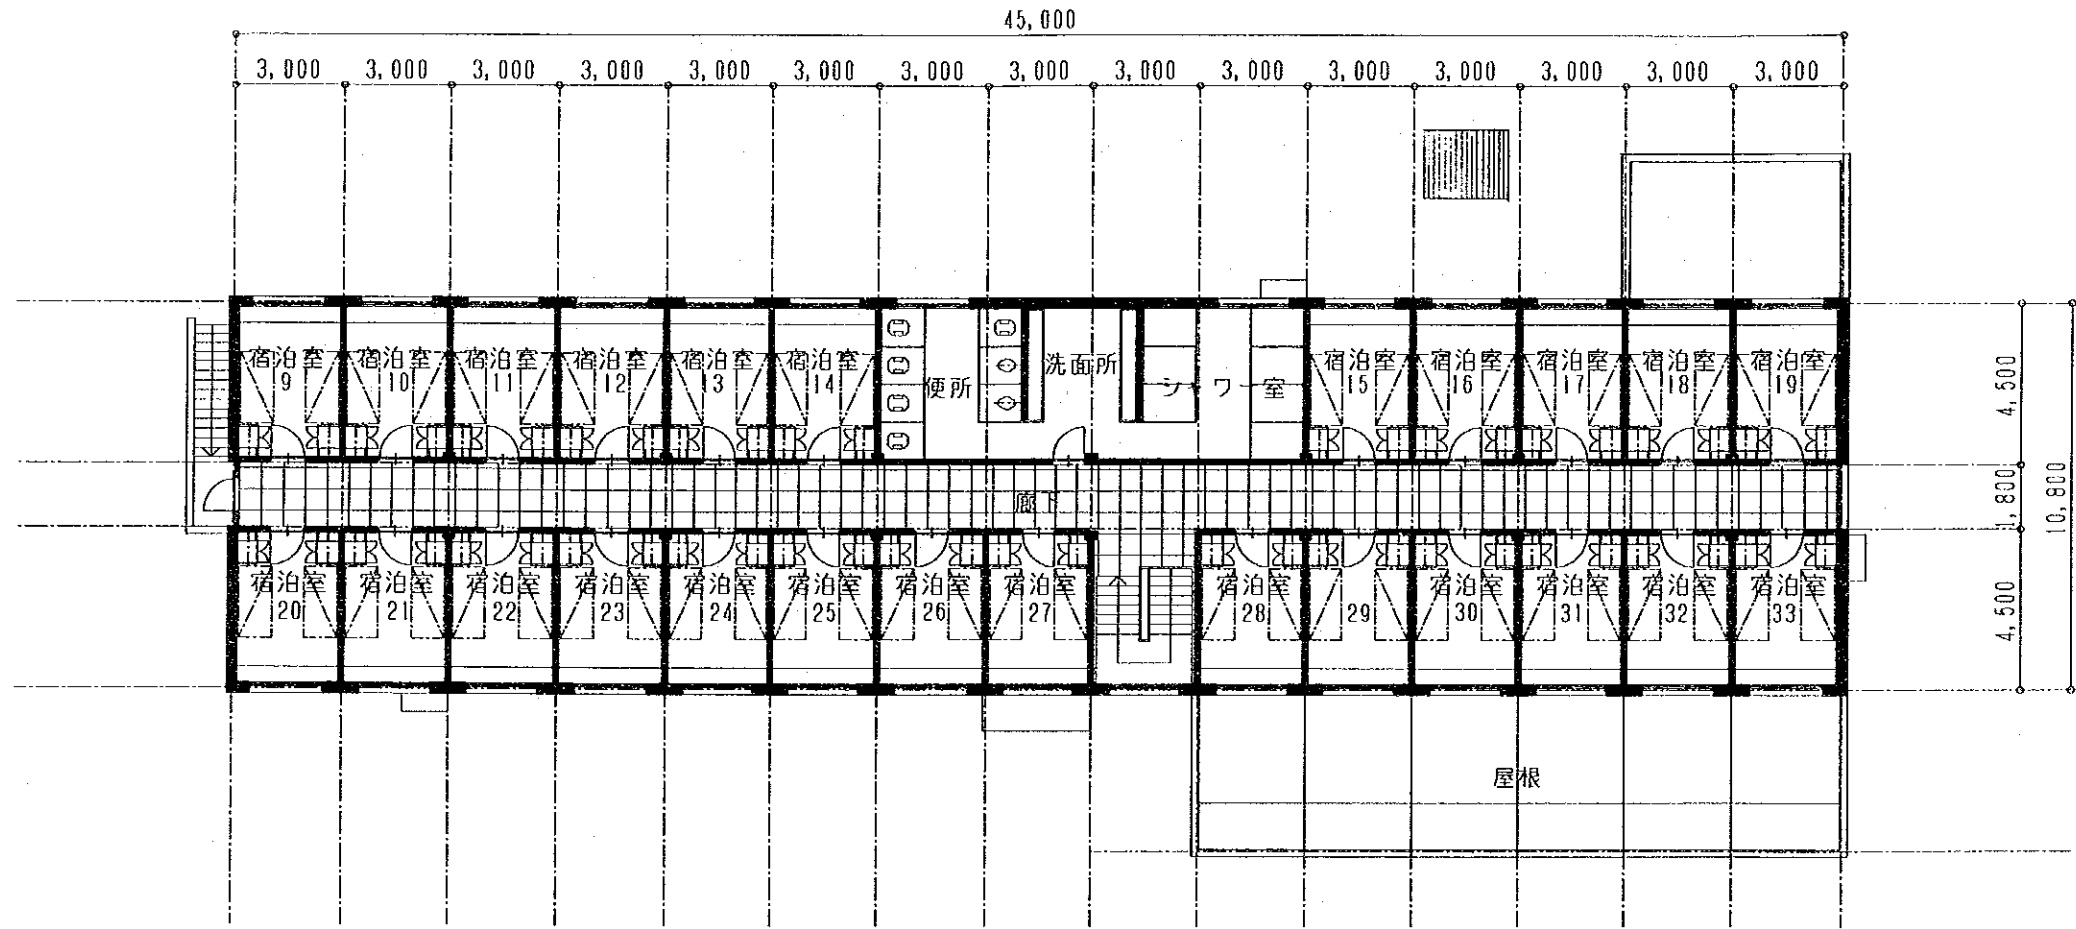 45,000
3,000 3,000 3,000 3,000 3,000 3,000 3,000 3,000 3,000 3,000 3,000 3,000 3,000 3,000 3,000
宿泊室 9
宿泊室 10
宿泊室 11
宿泊室 12
宿泊室 13
宿泊室 14
便所
洗面所
シャワー室
宿泊室 15
宿泊室 16
宿泊室 17
宿泊室 18
宿泊室 19
4,500
廊下
1,800
10,800
宿泊室 20
宿泊室 21
宿泊室 22
宿泊室 23
宿泊室 24
宿泊室 25
宿泊室 26
宿泊室 27
宿泊室 28
宿泊室 29
宿泊室 30
宿泊室 31
宿泊室 32
宿泊室 33
4,500
屋根